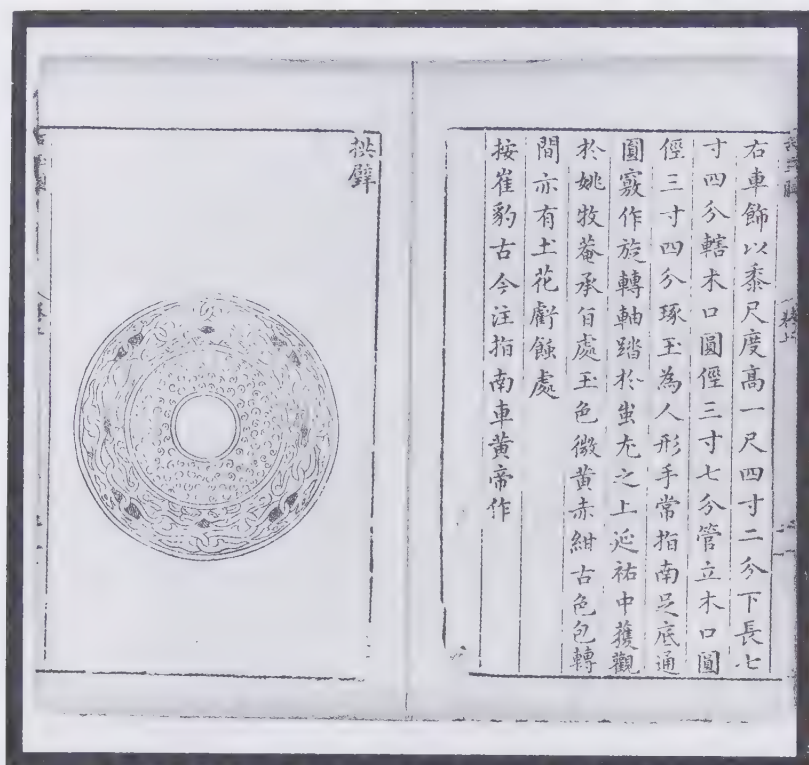 右車飾以黍尺度高一尺四寸二分下長七
寸四分轄木口圓徑三寸七分管立木口圓
徑三寸四分琢玉為人形手常指南足底通
圓竅作旋轉軸踏於蚩尤之上延祐中獲觀
於姚牧菴承旨處玉色微黃赤紺古色包轉
間亦有土花虧蝕處
按崔豹古今注指南車黃帝作
拱璧